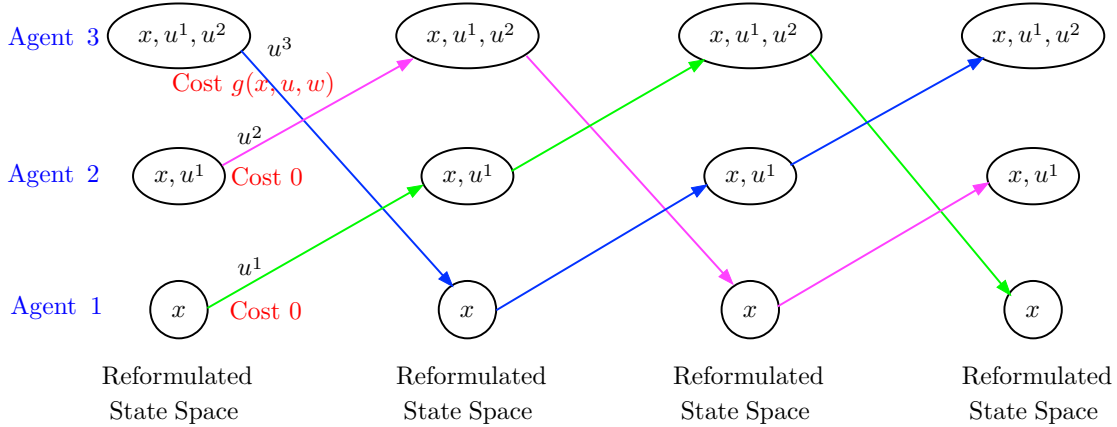 Agent 3
x, u¹, u²
x, u¹, u²
x, u¹, u²
x, u¹, u²
u³
Cost g(x, u, w)
u²
Agent 2
x, u¹
Cost 0
x, u¹
x, u¹
x, u¹
u¹
Agent 1
x
Cost 0
x
x
x
Reformulated
State Space
Reformulated
State Space
Reformulated
State Space
Reformulated
State Space